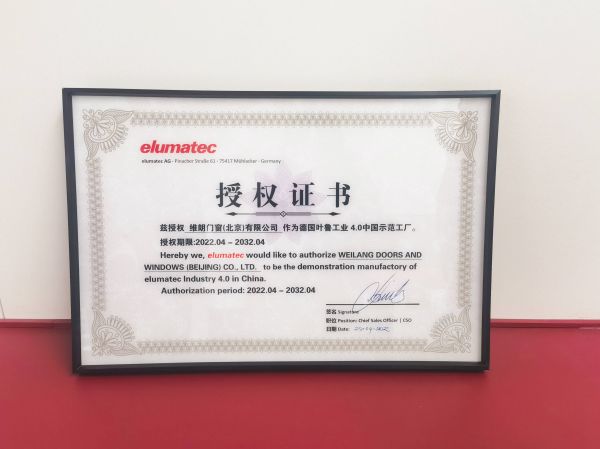 elumatec
elumatec AG - Pinacher Straße 61 - 75417 Mühlacker - Germany
授权证书
兹授权 维朗门窗(北京)有限公司 作为德国叶鲁工业 4.0中国示范工厂。
授权期限:2022.04 – 2032.04
Hereby we, elumatec would like to authorize WEILANG DOORS AND
WINDOWS (BEIJING) CO., LTD. to be the demonstration manufactory of
elumatec Industry 4.0 in China.
Authorization period: 2022.04 – 2032.04
签名 Signature
职位 Position: Chief Sales Officer | CSO
日期 Date: